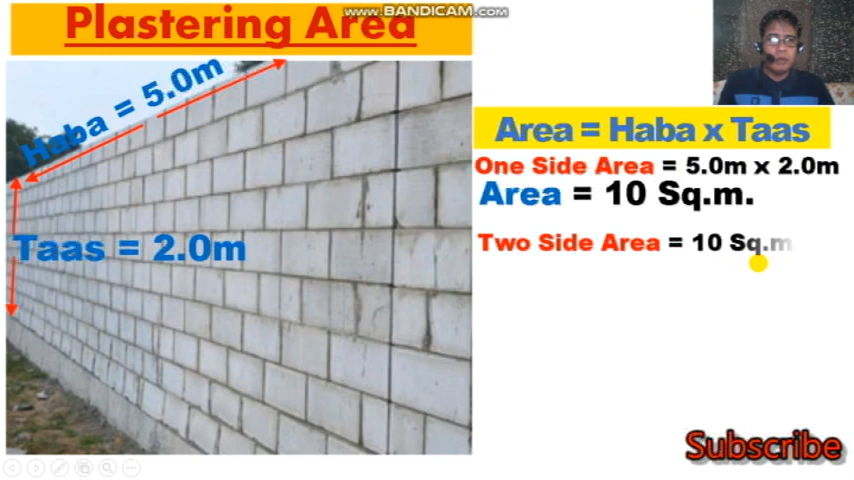 Plastering Area
www.BANDICAM.com
Haba = 5.0m
Taas = 2.0m
Area = Haba x Taas
One Side Area = 5.0m x 2.0m
Area = 10 Sq.m.
Two Side Area = 10 Sq.m
Subscribe